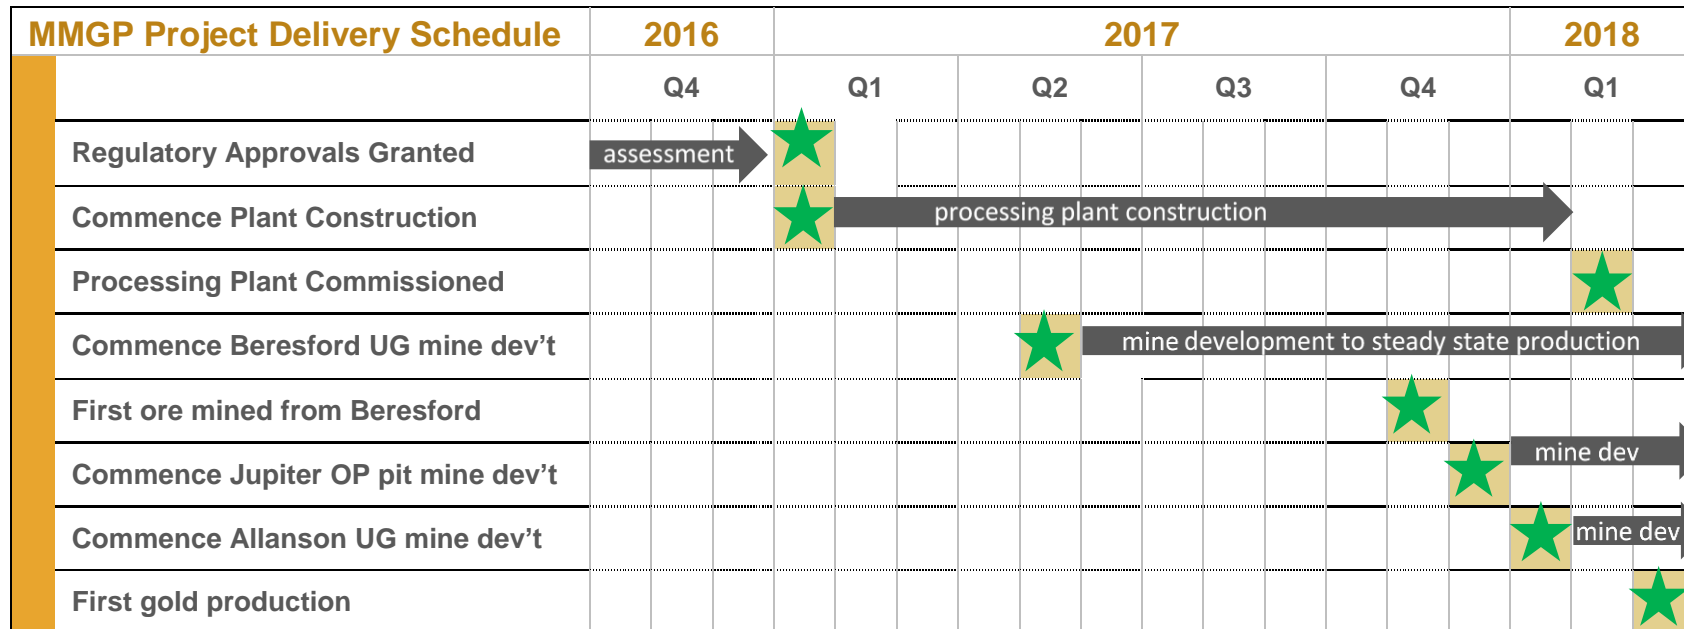 MMGP Project Delivery Schedule 2016 2017 2018
Q4 Q1 Q2 Q3 Q4 Q1
Regulatory Approvals Granted assessment
Commence Plant Construction processing plant construction
Processing Plant Commissioned
Commence Beresford UG mine dev’t mine development to steady state production
First ore mined from Beresford
mine dev
Commence Jupiter OP pit mine dev’t
Commence Allanson UG mine dev’t mine dev
First gold production